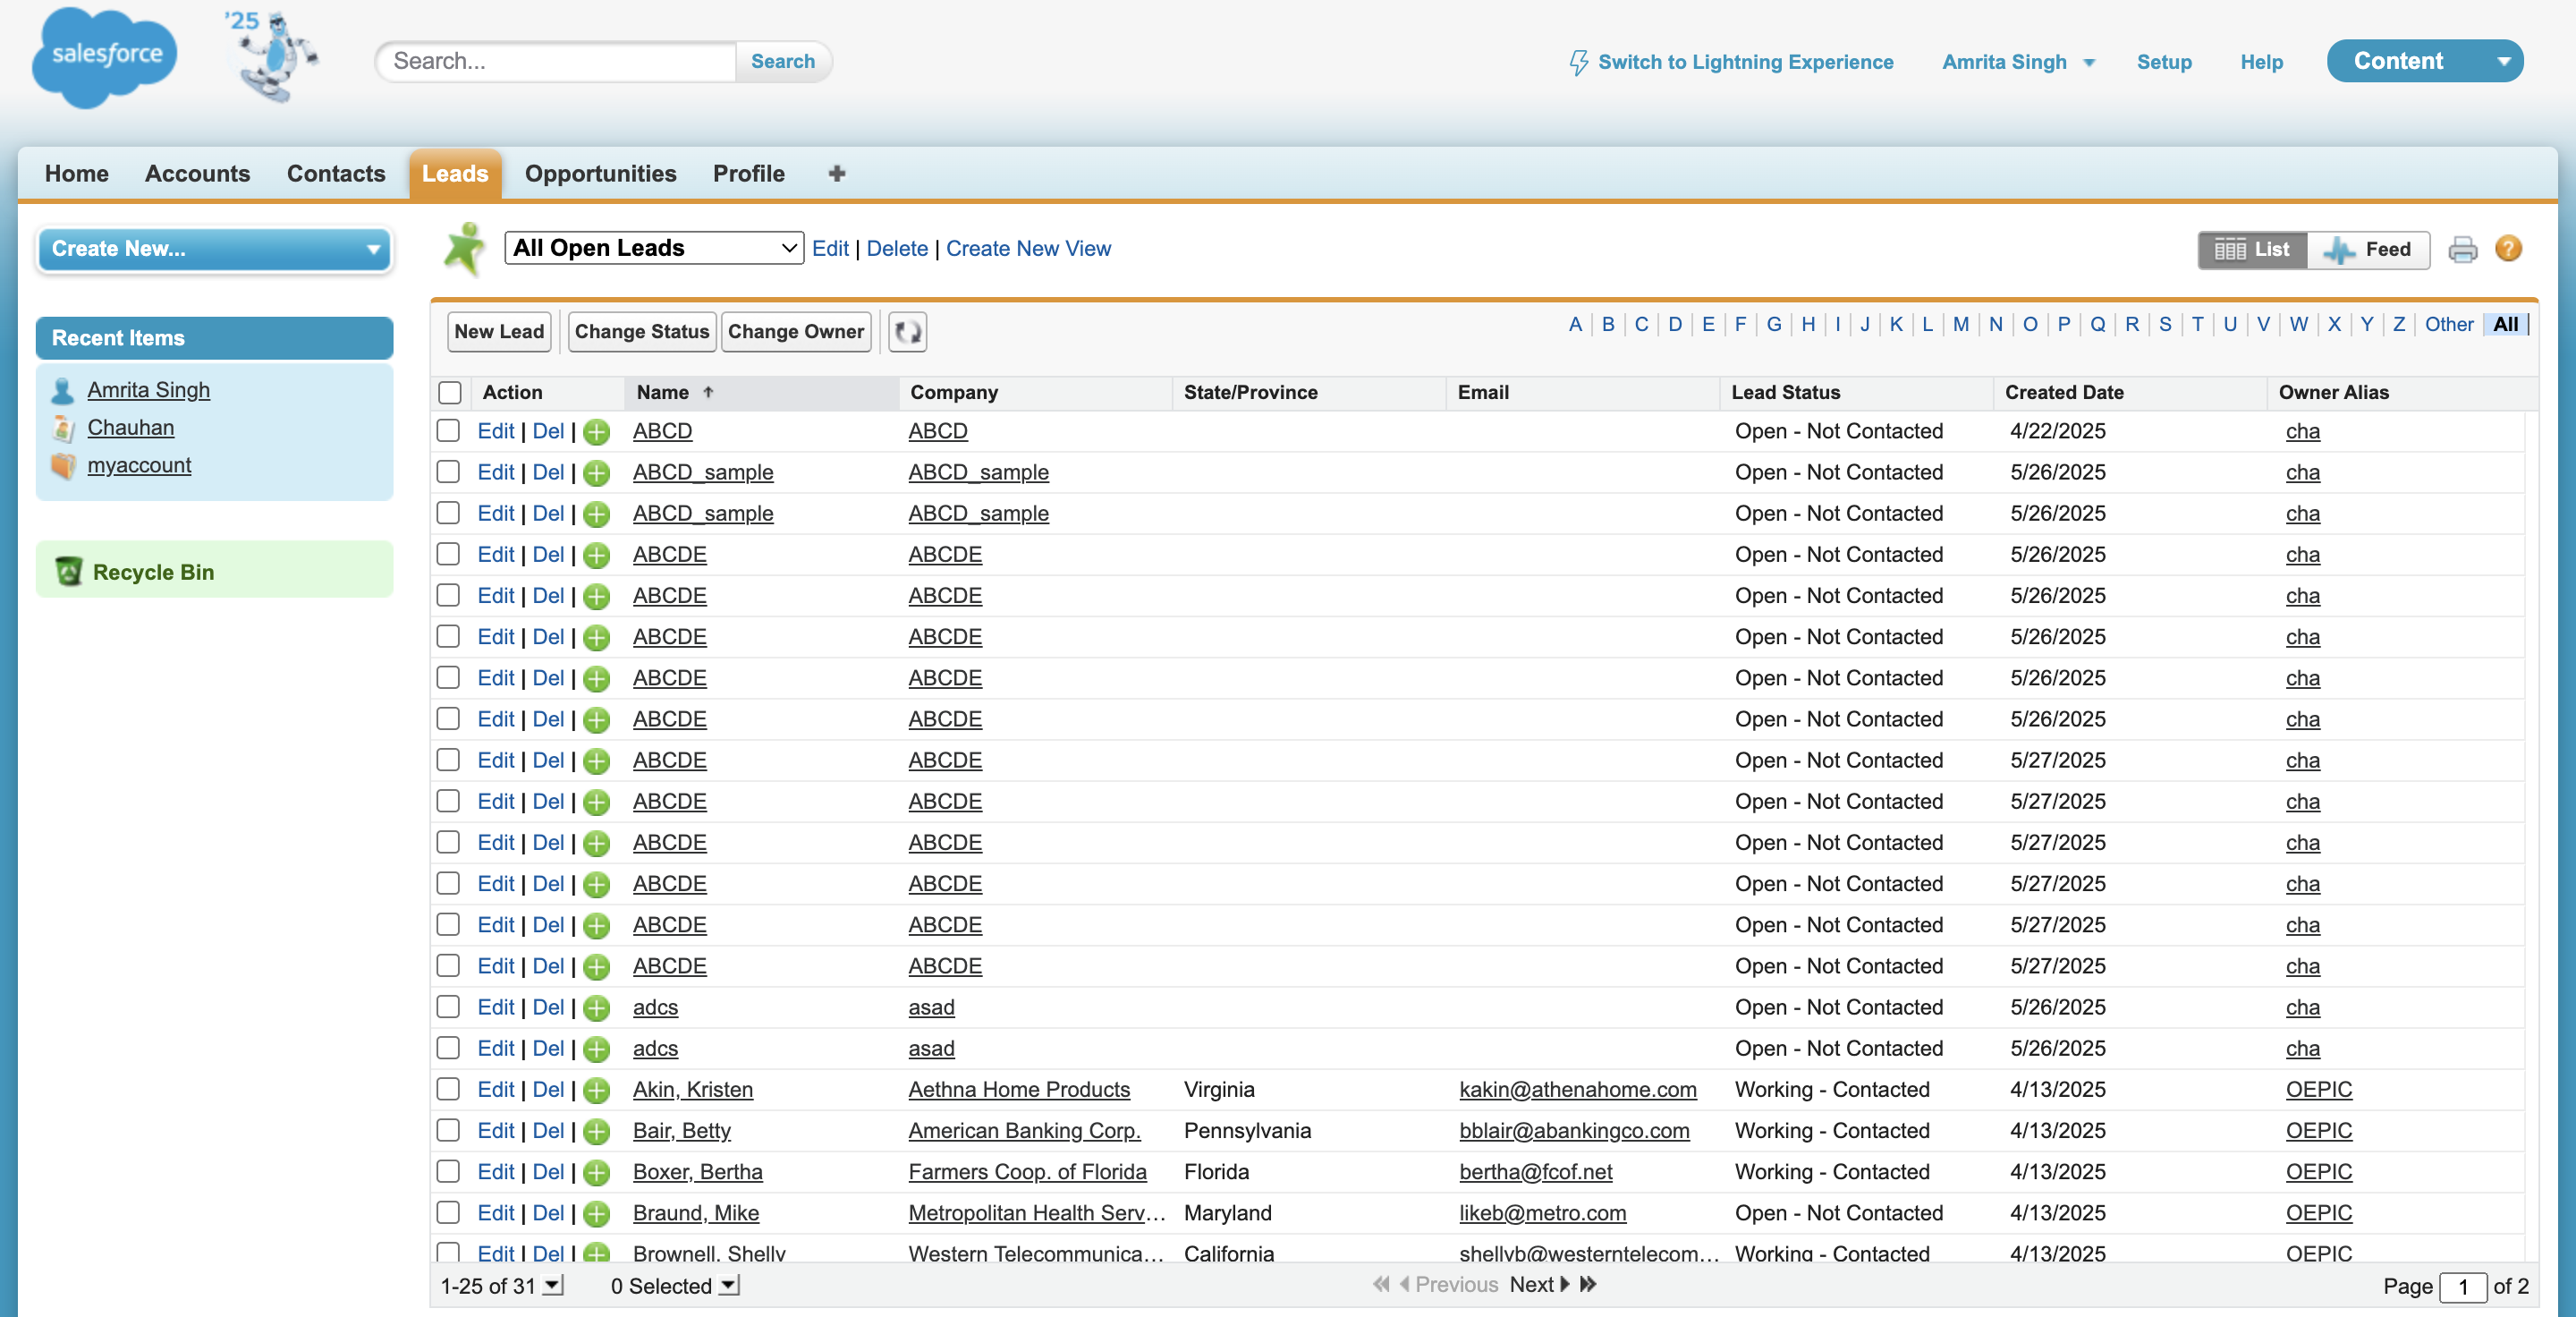 salesforce
'25
Search...
Search
Switch to Lightning Experience
Amrita Singh
Setup
Help
Content
Home Accounts Contacts Leads Opportunities Profile +
Create New...
Recent Items
Amrita Singh
Chauhan
myaccount
Recycle Bin
All Open Leads Edit | Delete | Create New View
List Feed ?
New Lead Change Status Change Owner
A | B | C | D | E | F | G | H | I | J | K | L | M | N | O | P | Q | R | S | T | U | V | W | X | Y | Z | Other | All
Action Name Company State/Province Email Lead Status Created Date Owner Alias
Edit | Del | ABCD ABCD Open - Not Contacted 4/22/2025 cha
Edit | Del | ABCD_sample ABCD_sample Open - Not Contacted 5/26/2025 cha
Edit | Del | ABCD_sample ABCD_sample Open - Not Contacted 5/26/2025 cha
Edit | Del | ABCDE ABCDE Open - Not Contacted 5/26/2025 cha
Edit | Del | ABCDE ABCDE Open - Not Contacted 5/26/2025 cha
Edit | Del | ABCDE ABCDE Open - Not Contacted 5/26/2025 cha
Edit | Del | ABCDE ABCDE Open - Not Contacted 5/26/2025 cha
Edit | Del | ABCDE ABCDE Open - Not Contacted 5/26/2025 cha
Edit | Del | ABCDE ABCDE Open - Not Contacted 5/27/2025 cha
Edit | Del | ABCDE ABCDE Open - Not Contacted 5/27/2025 cha
Edit | Del | ABCDE ABCDE Open - Not Contacted 5/27/2025 cha
Edit | Del | ABCDE ABCDE Open - Not Contacted 5/27/2025 cha
Edit | Del | ABCDE ABCDE Open - Not Contacted 5/27/2025 cha
Edit | Del | ABCDE ABCDE Open - Not Contacted 5/27/2025 cha
Edit | Del | adcs asad Open - Not Contacted 5/26/2025 cha
Edit | Del | adcs asad Open - Not Contacted 5/26/2025 cha
Edit | Del | Akin, Kristen Aethna Home Products Virginia kakin@athenahome.com Working - Contacted 4/13/2025 OEPIC
Edit | Del | Bair, Betty American Banking Corp. Pennsylvania bblair@abankingco.com Working - Contacted 4/13/2025 OEPIC
Edit | Del | Boxer, Bertha Farmers Coop. of Florida Florida bertha@fcof.net Working - Contacted 4/13/2025 OEPIC
Edit | Del | Braund, Mike Metropolitan Health Serv... Maryland likeb@metro.com Open - Not Contacted 4/13/2025 OEPIC
Edit | Del | Brownell, Shelly Western Telecommunica... California shellyb@westerntelecom... Working - Contacted 4/13/2025 OEPIC
1-25 of 31 0 Selected Previous Next Page 1 of 2